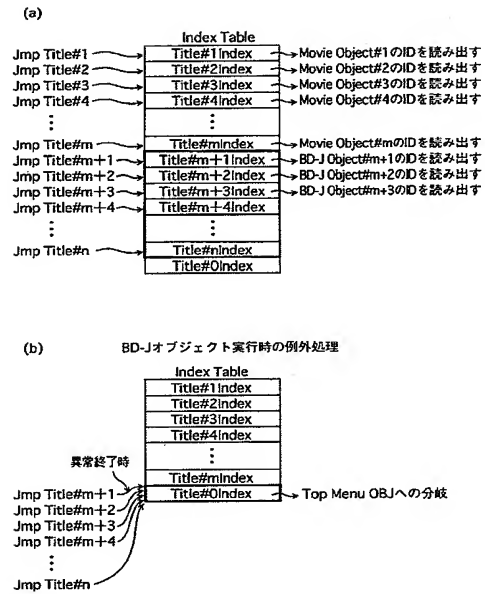 (a)
Index Table
Jmp Title#1 Title#1Index Movie Object#1のIDを読み出す
Jmp Title#2 Title#2Index Movie Object#2のIDを読み出す
Jmp Title#3 Title#3Index Movie Object#3のIDを読み出す
Jmp Title#4 Title#4Index Movie Object#4のIDを読み出す
Jmp Title#m Title#mIndex Movie Object#mのIDを読み出す
Jmp Title#m+1 Title#m+1Index BD-J Object#m+1のIDを読み出す
Jmp Title#m+2 Title#m+2Index BD-J Object#m+2のIDを読み出す
Jmp Title#m+3 Title#m+3Index BD-J Object#m+3のIDを読み出す
Jmp Title#m+4 Title#m+4Index
Jmp Title#n Title#nIndex
Title#0Index
(b) BD-Jオブジェクト実行時の例外処理
Index Table
Title#1Index
Title#2Index
Title#3Index
Title#4Index
異常終了時
Title#mIndex
Jmp Title#m+1 Title#0Index Top Menu OBJへの分岐
Jmp Title#m+2
Jmp Title#m+3
Jmp Title#m+4
Jmp Title#n